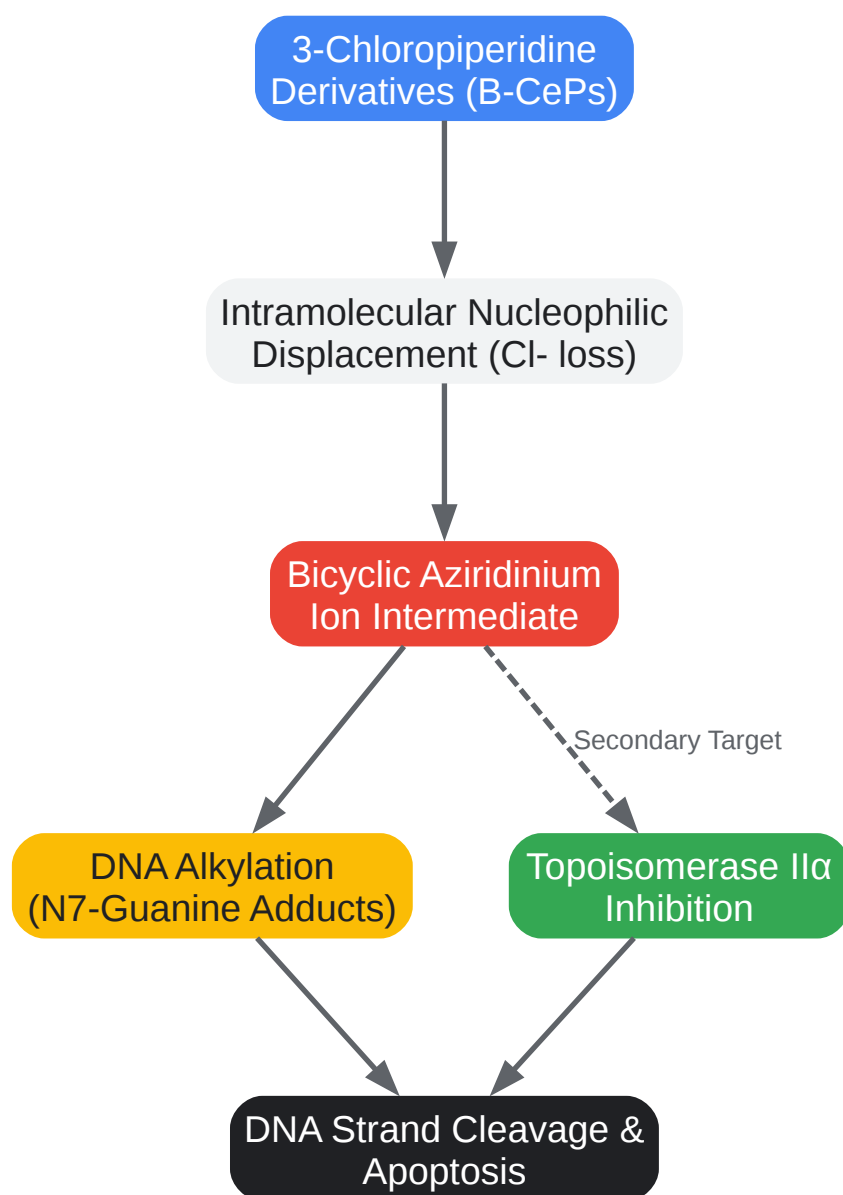 3-Chloropiperidine
Derivatives (B-CePs)
Intramolecular Nucleophilic
Displacement (Cl- loss)
Bicyclic Aziridinium
Ion Intermediate
Secondary Target
DNA Alkylation
(N7-Guanine Adducts)
Topoisomerase IIα
Inhibition
DNA Strand Cleavage &
Apoptosis